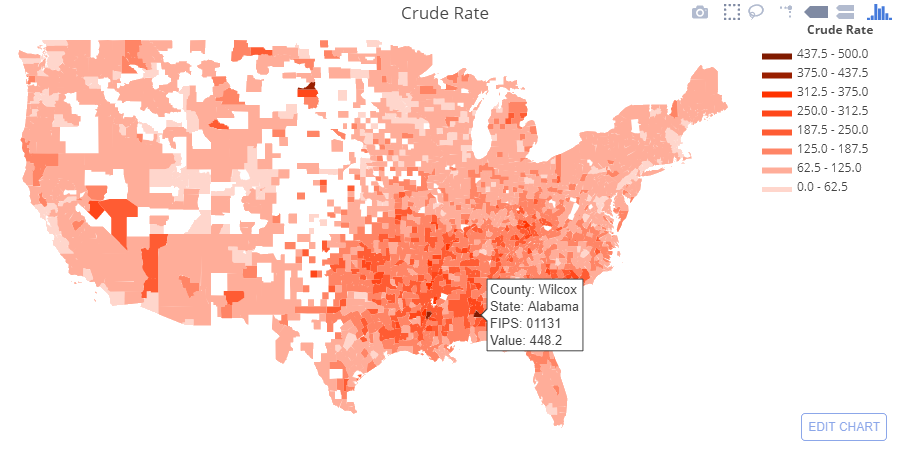 Crude Rate
Crude Rate
437.5 - 500.0
375.0 - 437.5
312.5 - 375.0
250.0 - 312.5
187.5 - 250.0
125.0 - 187.5
62.5 - 125.0
0.0 - 62.5
County: Wilcox
State: Alabama
FIPS: 01131
Value: 448.2
EDIT CHART